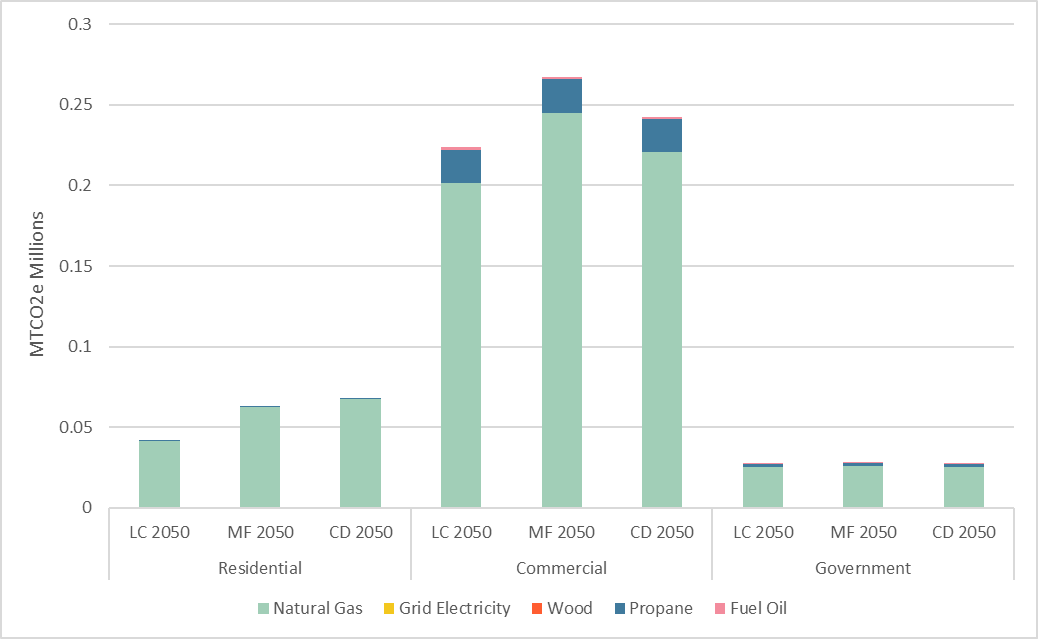 0.3
0.25
0.2
0.15
0.1
0.05
0
MTCO2e Millions
LC 2050 MF 2050 CD 2050 LC 2050 MF 2050 CD 2050 LC 2050 MF 2050 CD 2050
Residential Commercial Government
Natural Gas Grid Electricity Wood Propane Fuel Oil